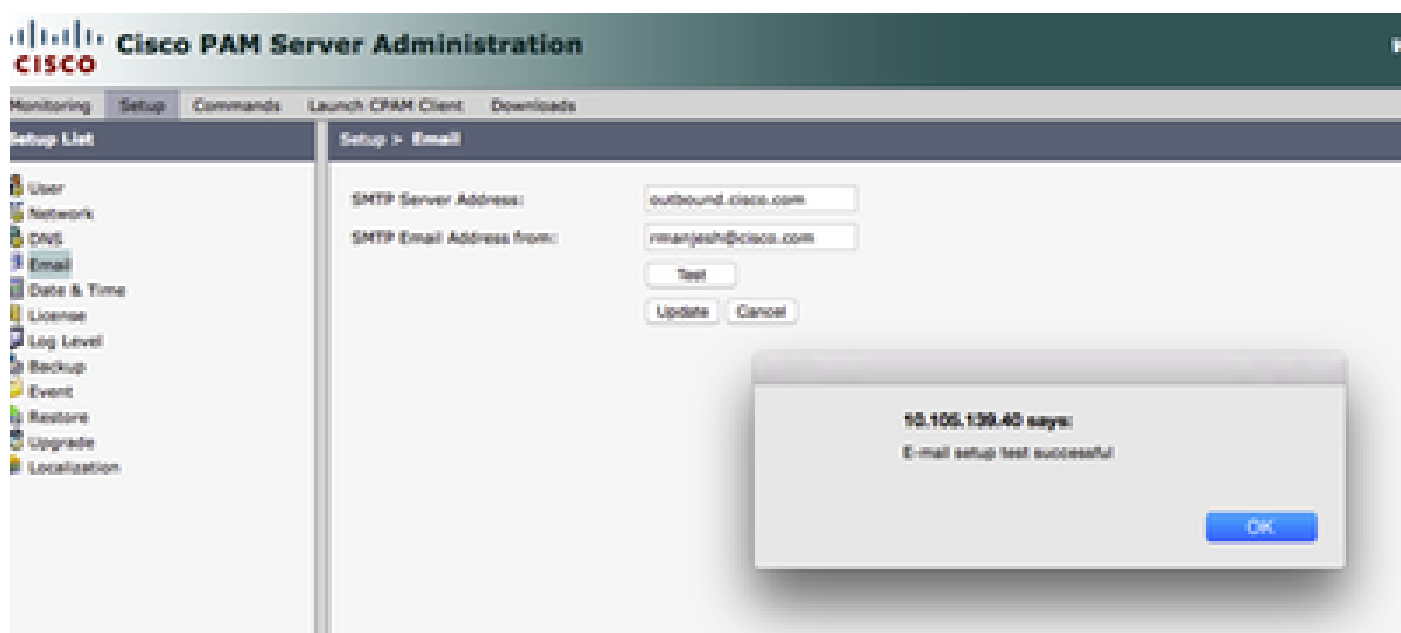 CISCO
Cisco PAM Server Administration
Monitoring Setup Commands Launch CPAM Client Downloads
Setup List
User
Network
DNS
Email
Date & Time
License
Log Level
Backup
Event
Restore
Upgrade
Localization
Setup > Email
SMTP Server Address: outbound.cisco.com
SMTP Email Address from: rmanjesh@cisco.com
Test
Update Cancel
10.105.139.40 says:
E-mail setup test successful
OK